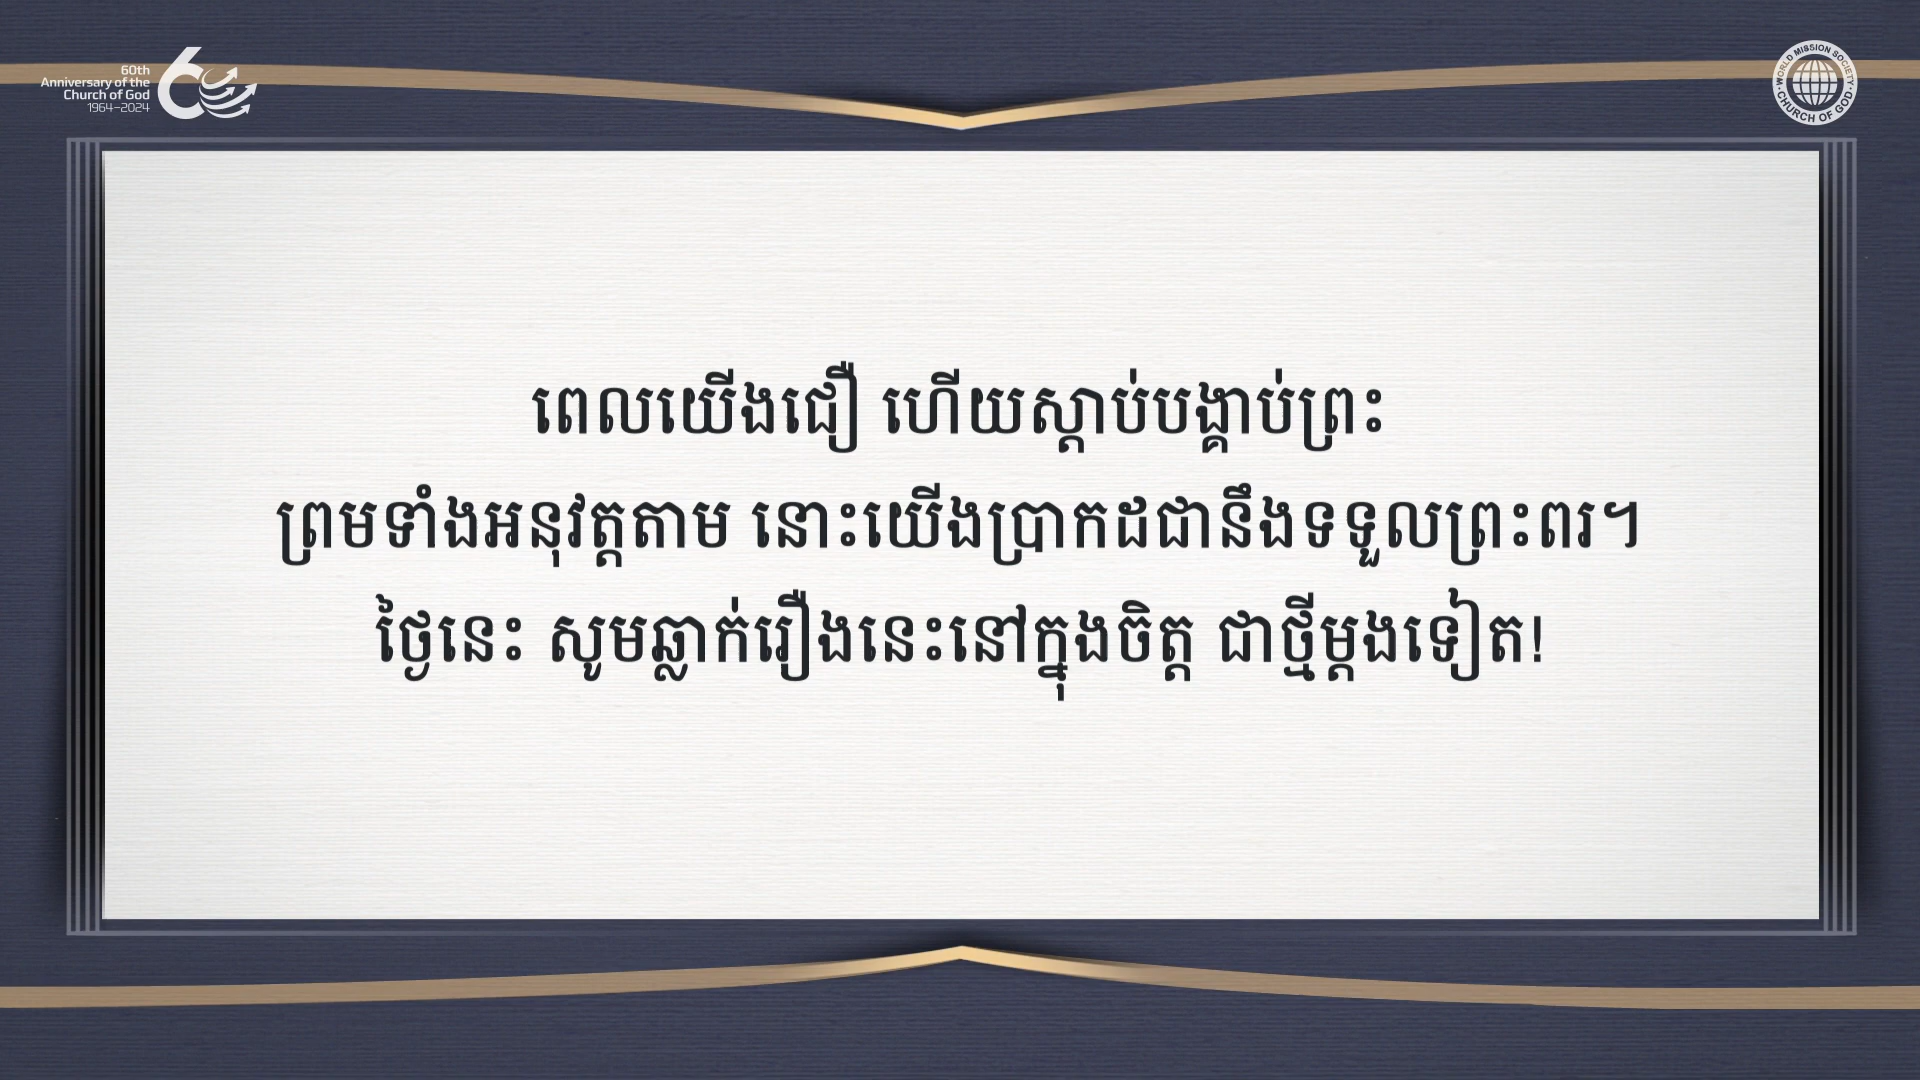 60th
Anniversary of the
Church of God
1964–2024
60
WORLD MISSION SOCIETY
CHURCH OF GOD
ពេលយើងជឿ ហើយស្ដាប់បង្គាប់ព្រះ
ព្រមទាំងអនុវត្តតាម នោះយើងប្រាកដជានឹងទទួលព្រះពរ។
ថ្ងៃនេះ សូមឆ្លាក់រឿងនេះនៅក្នុងចិត្ត ជាថ្មីម្ដងទៀត!